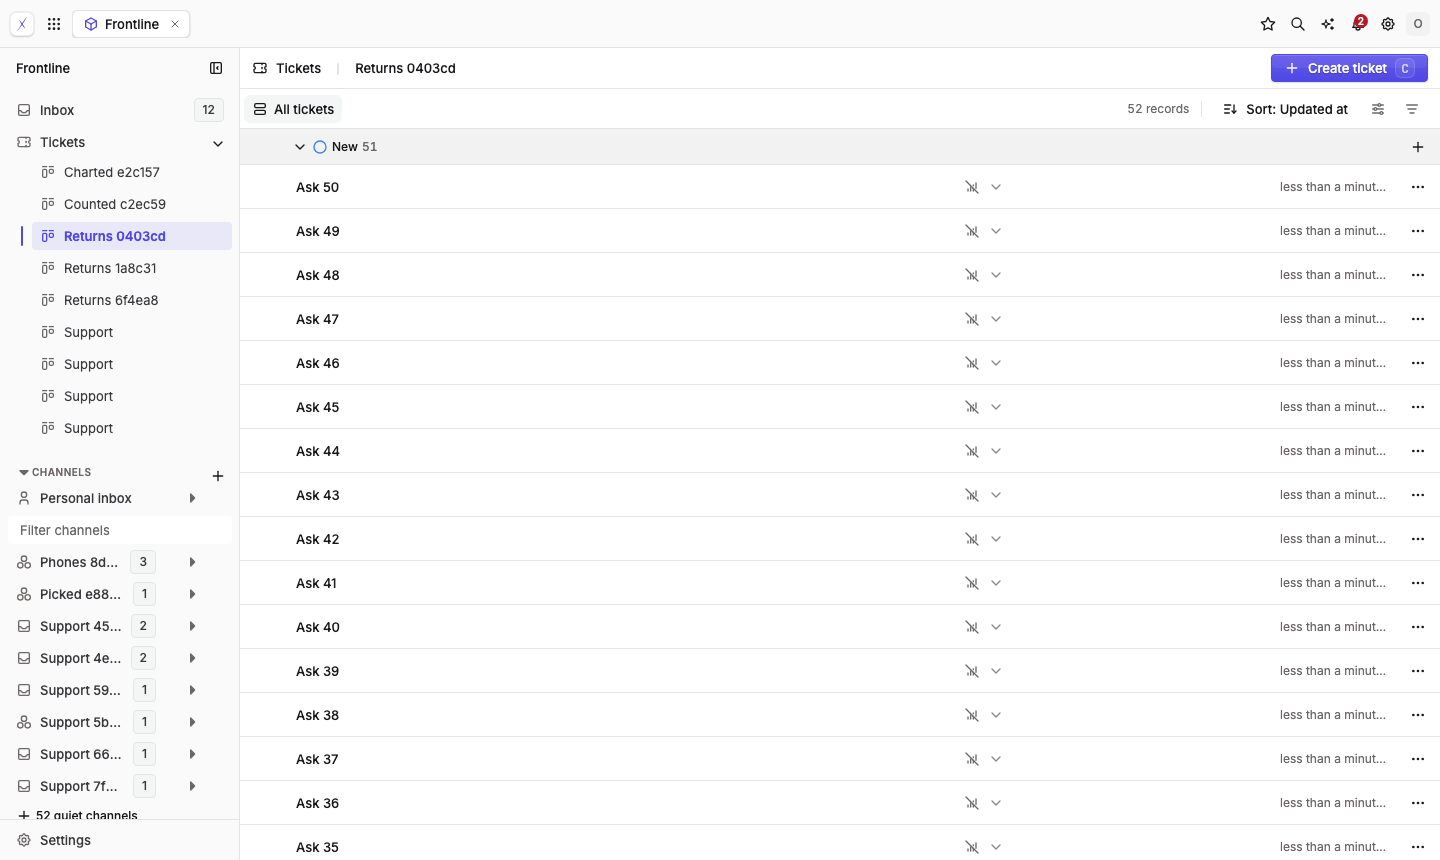 Frontline
2
O
Frontline
Inbox 12
Tickets
Charted e2c157
Counted c2ec59
Returns 0403cd
Returns 1a8c31
Returns 6f4ea8
Support
Support
Support
Support
CHANNELS
Personal inbox
Filter channels
Phones 8d... 3
Picked e88... 1
Support 45... 2
Support 4e... 2
Support 59... 1
Support 5b... 1
Support 66... 1
Support 7f... 1
52 quiet channels
Settings
Tickets | Returns 0403cd
Create ticket C
All tickets
52 records
Sort: Updated at
New 51
Ask 50 less than a minut...
Ask 49 less than a minut...
Ask 48 less than a minut...
Ask 47 less than a minut...
Ask 46 less than a minut...
Ask 45 less than a minut...
Ask 44 less than a minut...
Ask 43 less than a minut...
Ask 42 less than a minut...
Ask 41 less than a minut...
Ask 40 less than a minut...
Ask 39 less than a minut...
Ask 38 less than a minut...
Ask 37 less than a minut...
Ask 36 less than a minut...
Ask 35 less than a minut...